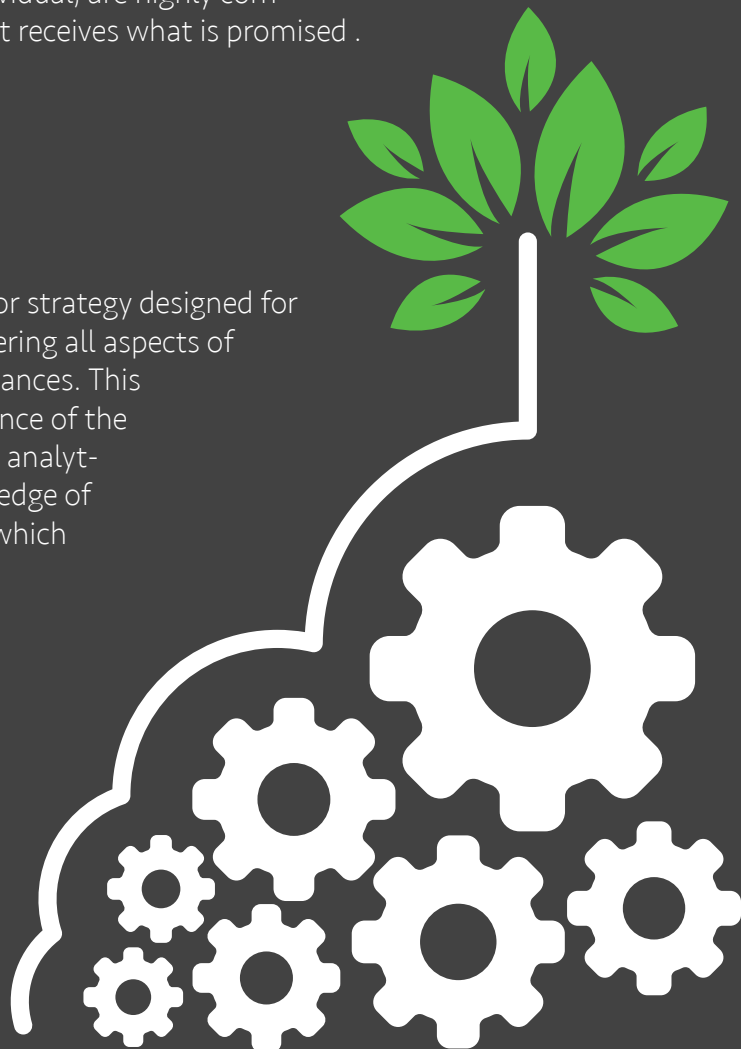 t receives what is promised .
or strategy designed for
ering all aspects of
ances. This
nce of the
analyt-
edge of
which